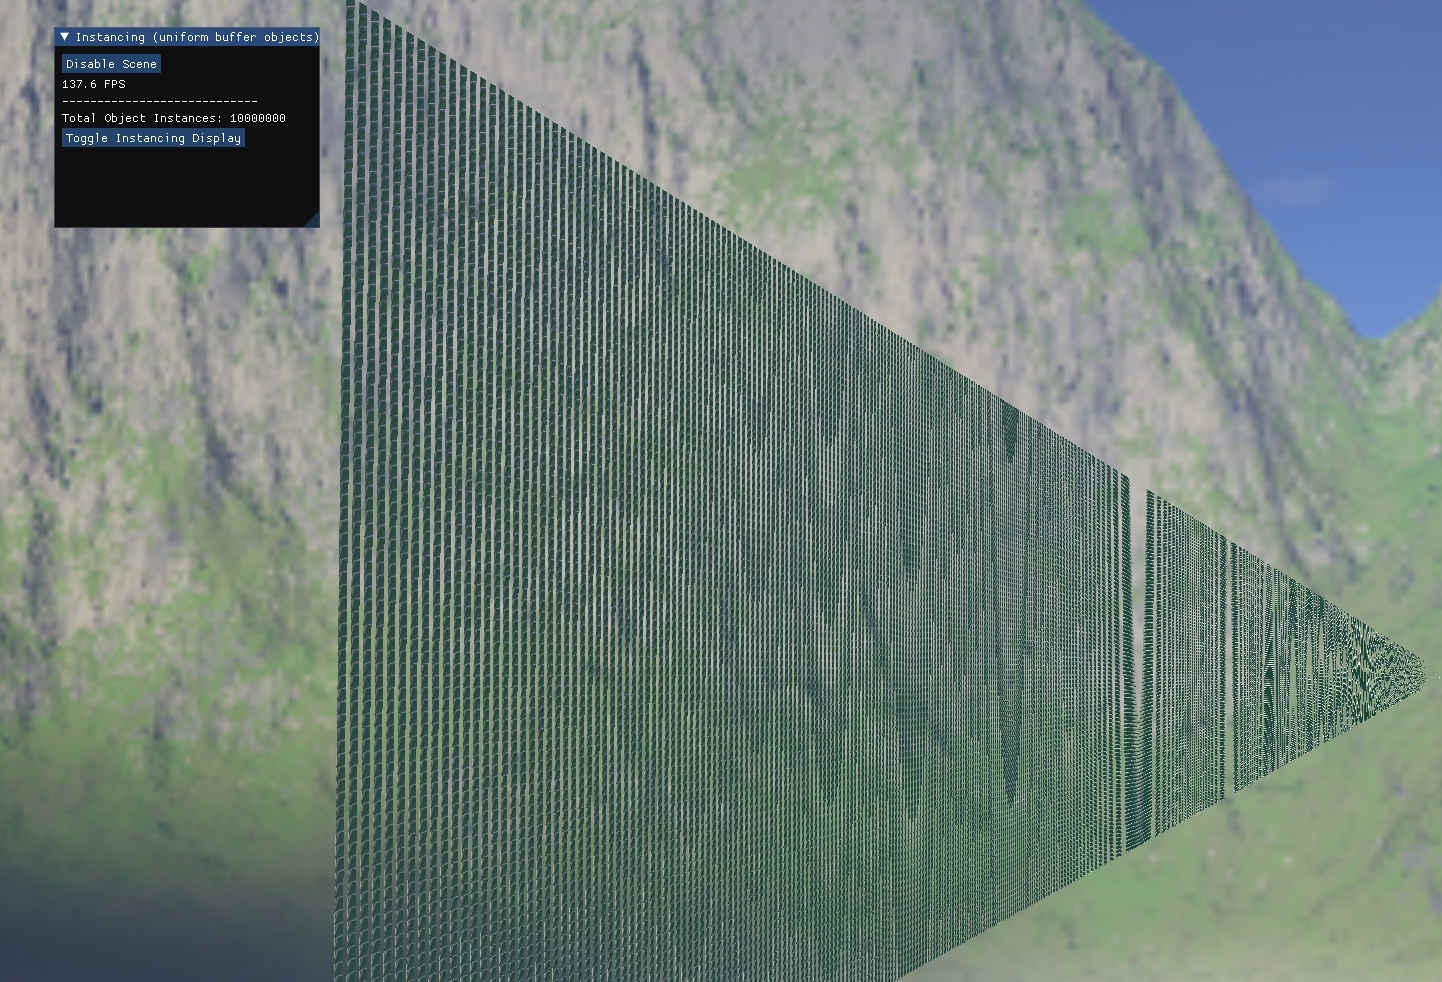 Instancing (uniform buffer objects)
Disable Scene
137.6 FPS
----------------------------
Total Object Instances: 10000000
Toggle Instancing Display